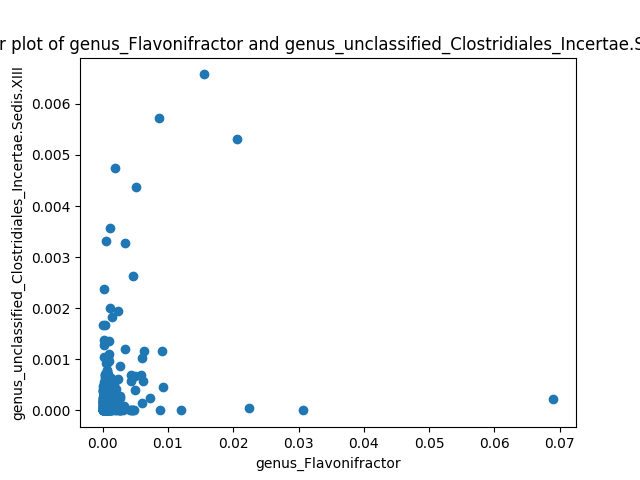 r plot of genus_Flavonifractor and genus_unclassified_Clostridiales_Incertae.S
genus_unclassified_Clostridiales_Incertae.Sedis.XIII
0.006
0.005
0.004
0.003
0.002
0.001
0.000
0.00 0.01 0.02 0.03 0.04 0.05 0.06 0.07
genus_Flavonifractor